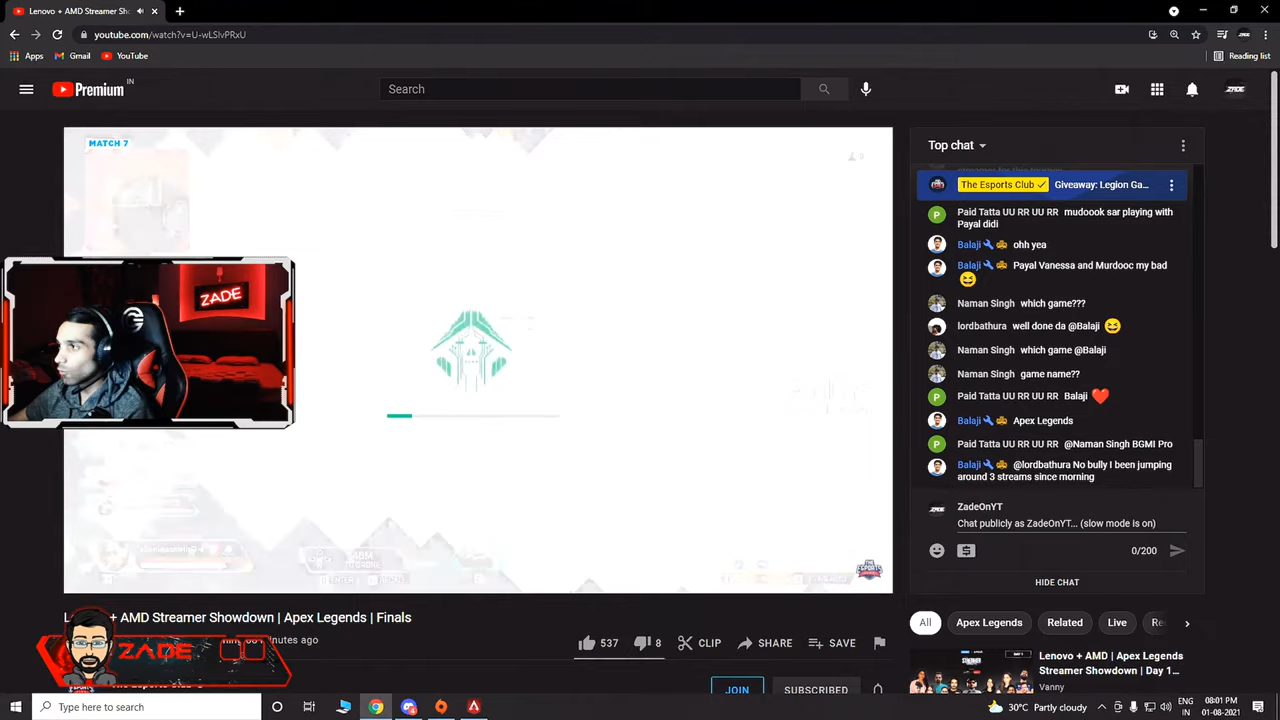 Lenovo + AMD Streamer Sh
youtube.com/watch?v=U-wLSlvPRxU
Apps
Gmail
YouTube
Reading list
Premium
IN
Search
ZADE
MATCH 7
ZADE
Top chat
The Esports Club ✓ Giveaway: Legion Ga...
Paid Tatta UU RR UU RR mudoook sar playing with
Payal didi
Balaji ohh yea
Balaji Payal Vanessa and Murph my bad
😆
Naman Singh which game???
lordbathura well done da @Balaji 😆
Naman Singh which game @Balaji
Naman Singh game name??
Paid Tatta UU RR UU RR Balaji ❤️
Balaji Apex Legends
Paid Tatta UU RR UU RR @Naman Singh BGMI Pro
Balaji @lordbathura No bully I been jumping
around 3 streams since morning
ZadeOnYT
Chat publicly as ZadeOnYT... (slow mode is on)
0/200
HIDE CHAT
+ AMD Streamer Showdown | Apex Legends | Finals
nutes ago
537
8
CLIP
SHARE
SAVE
ZADE
JOIN
SUBSCRIBED
All
Apex Legends
Related
Live
Re
Lenovo + AMD | Apex Legends
Streamer Showdown | Day 1 ...
Vanny
Type here to search
30°C Partly cloudy
ENG
IN
08:01 PM
01-08-2021